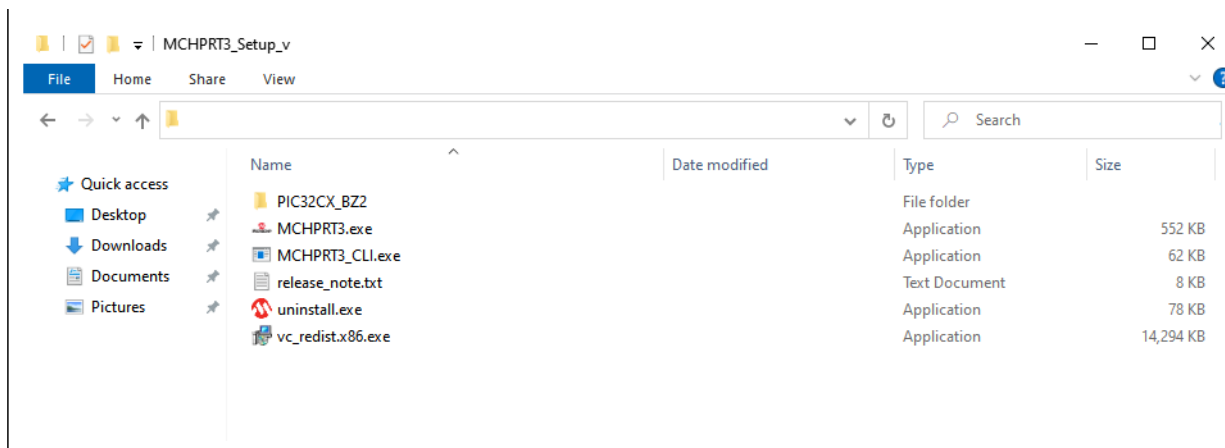 MCHPRT3_Setup_v
File Home Share View
Search
Name Date modified Type Size
Quick access
Desktop
Downloads
Documents
Pictures
PIC32CX_BZ2 File folder
MCHPRT3.exe Application 552 KB
MCHPRT3_CLI.exe Application 62 KB
release_note.txt Text Document 8 KB
uninstall.exe Application 78 KB
vc_redist.x86.exe Application 14,294 KB